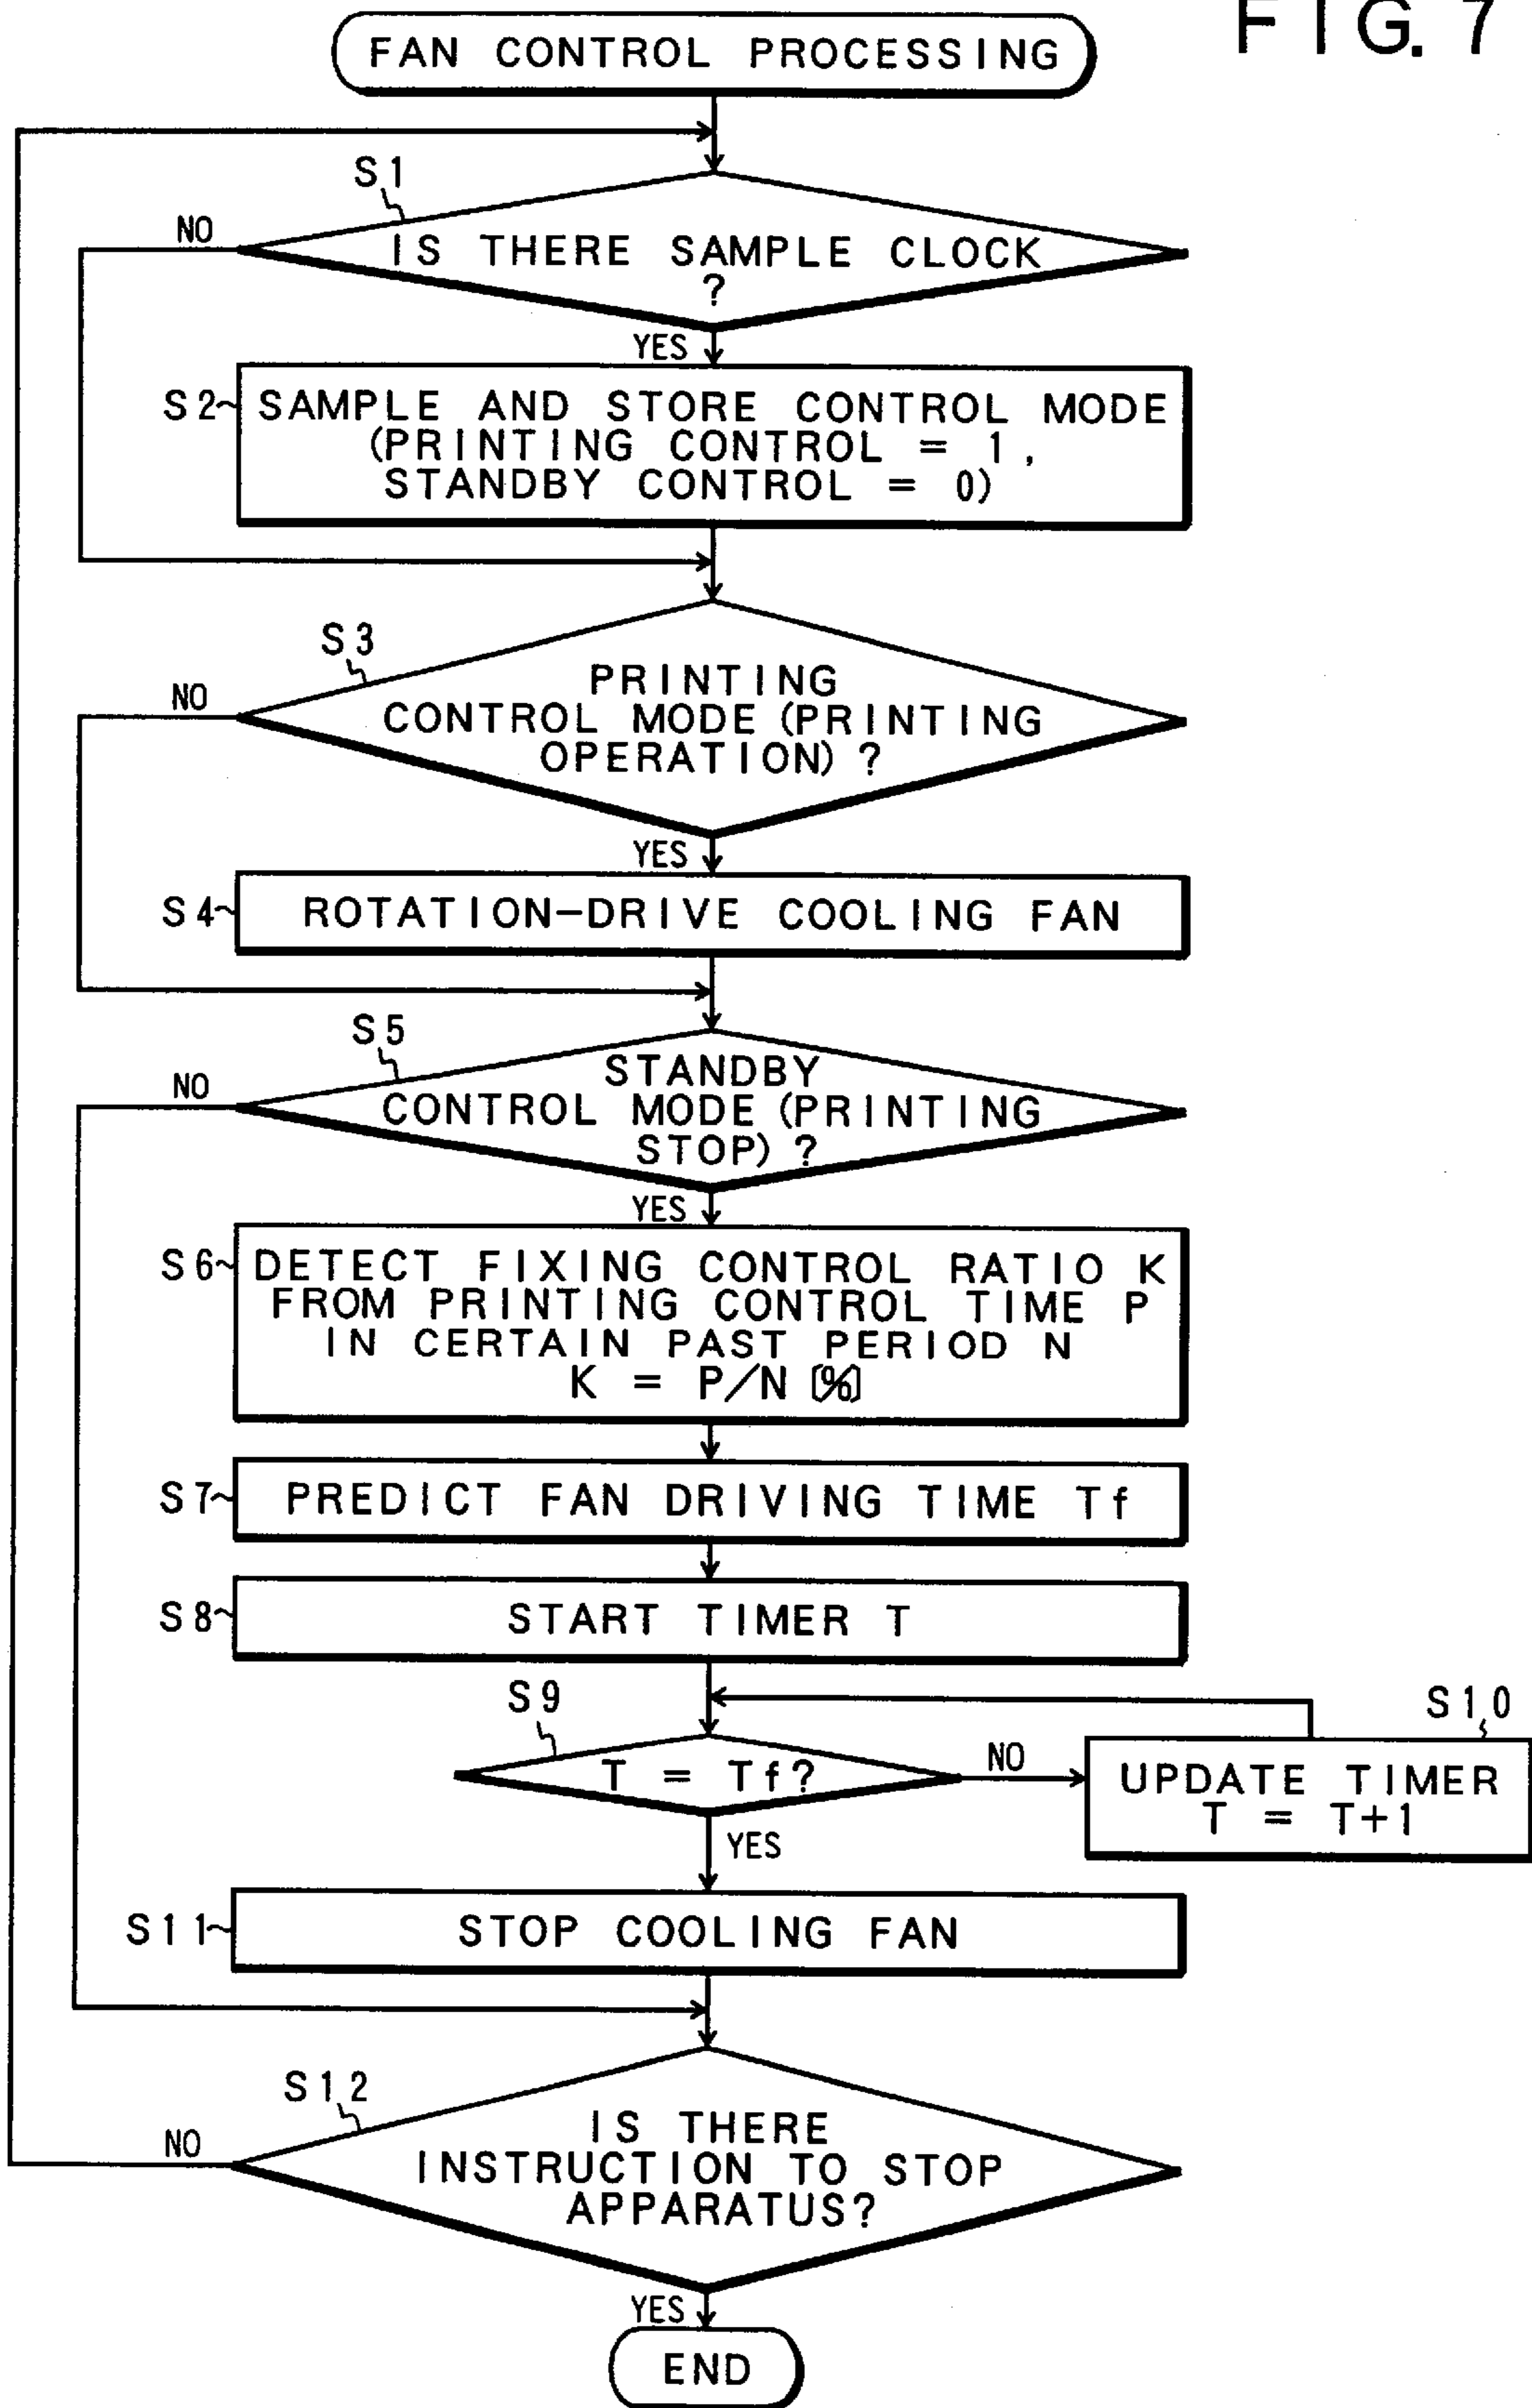 FIG. 7
FAN CONTROL PROCESSING
S1
NO
IS THERE SAMPLE CLOCK
?
YES
S2
SAMPLE AND STORE CONTROL MODE
(PRINTING CONTROL = 1,
STANDBY CONTROL = 0)
S3
NO
PRINTING
CONTROL MODE (PRINTING
OPERATION) ?
YES
S4
ROTATION-DRIVE COOLING FAN
S5
NO
STANDBY
CONTROL MODE (PRINTING
STOP) ?
YES
S6
DETECT FIXING CONTROL RATIO K
FROM PRINTING CONTROL TIME P
IN CERTAIN PAST PERIOD N
K = P/N [%]
S7
PREDICT FAN DRIVING TIME Tf
S8
START TIMER T
S9
T = Tf?
NO
S10
UPDATE TIMER
T = T+1
YES
S11
STOP COOLING FAN
S12
NO
IS THERE
INSTRUCTION TO STOP
APPARATUS?
YES
END